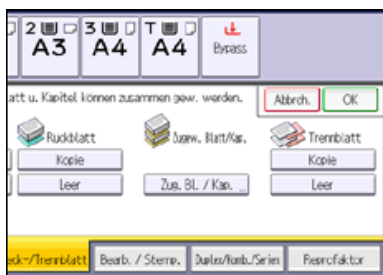 2 3 T
A3 A4 A4 Bypass
att u. Kapitel können zusammen gew. werden. Abbrch. OK
Rückblatt Zugew. Blatt/Kap. Trennblatt
Kopie Kopie
Leer Zug. Bl. / Kap. Leer
eck-/Trennblatt Bearb. / Stemp. Duplex/Komb./Serien Reprofaktor